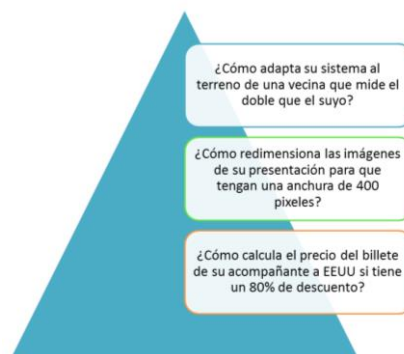 ¿Cómo adapta su sistema al
terreno de una vecina que mide el
doble que el suyo?
¿Cómo redimensiona las imágenes
de su presentación para que
tengan una anchura de 400
pixeles?
¿Cómo calcula el precio del billete
de su acompañante a EEUU si tiene
un 80% de descuento?